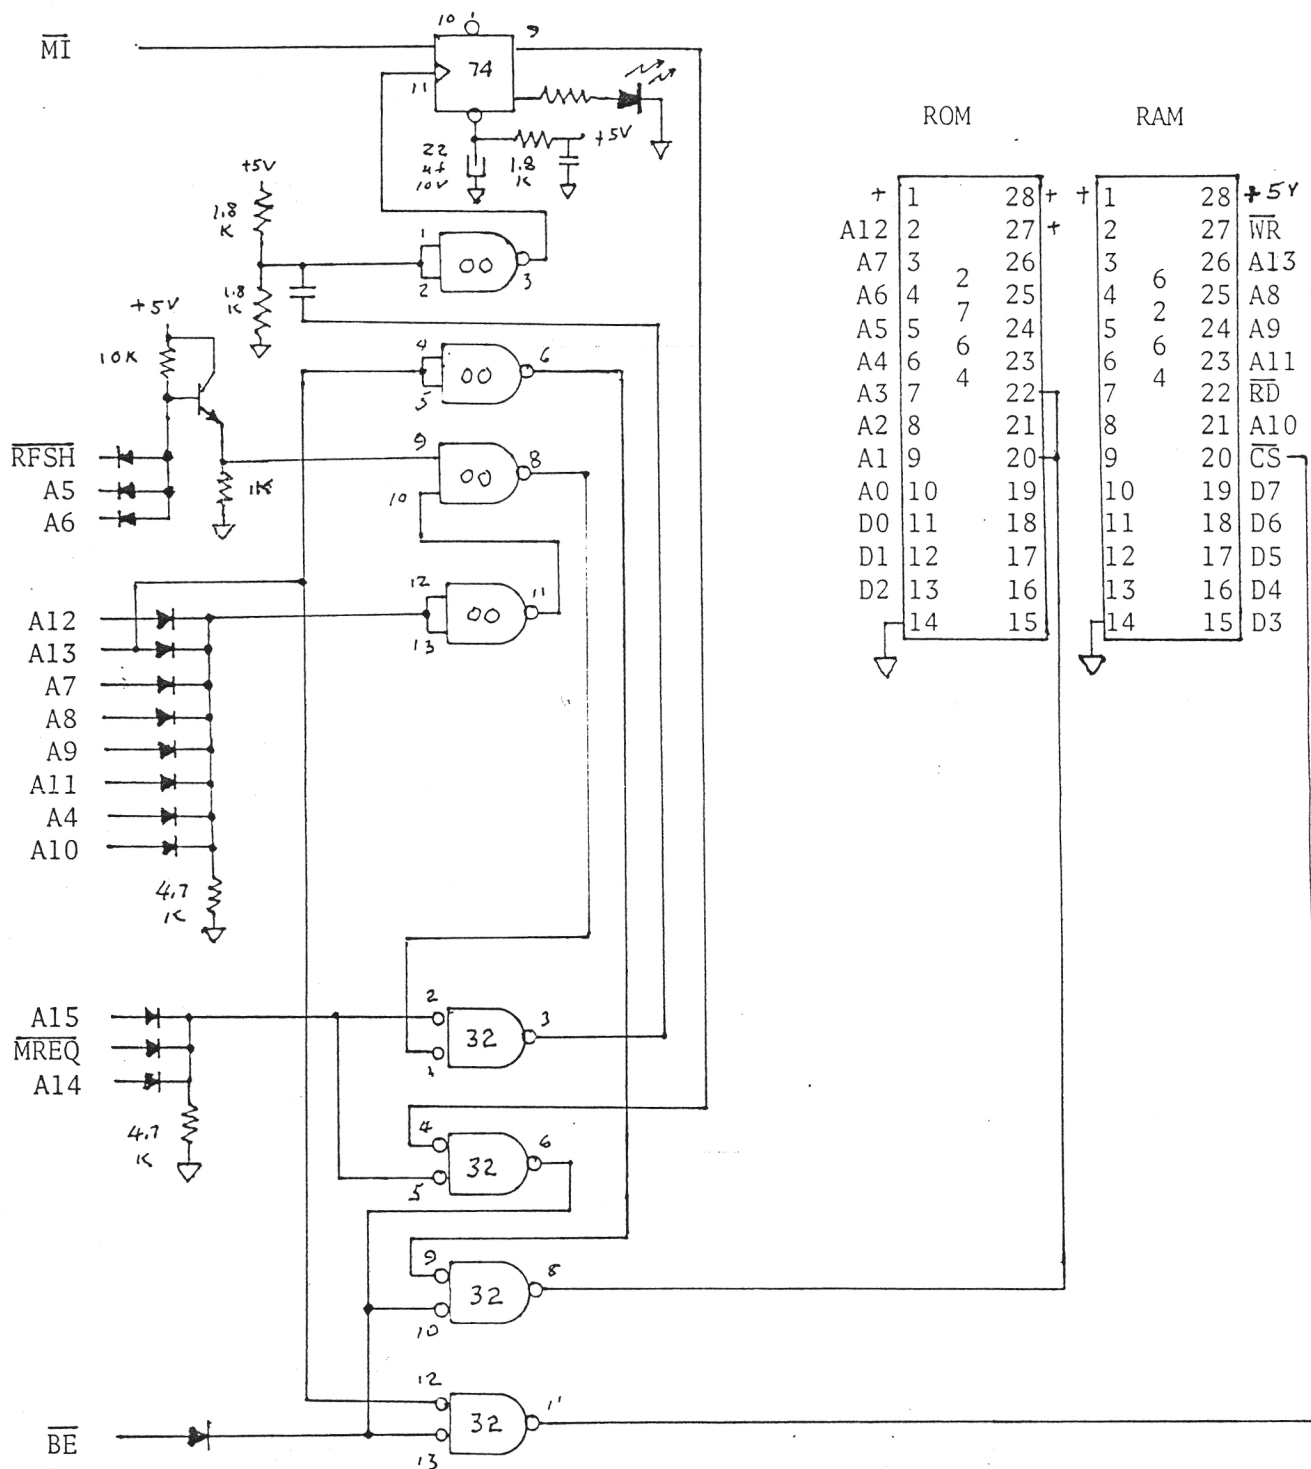 10
9
M̅I̅
74
11
22
4f
10V
1.8
K
+5V
ROM
RAM
+5V
1.8
K
1.8
K
1
2
00
3
+ 1 28 +
A12 2 27 +
A7 3 26
A6 4 25
A5 5 24
A4 6 23
A3 7 22
A2 8 21
A1 9 20
A0 10 19
D0 11 18
D1 12 17
D2 13 16
14 15
2
7
6
4
+ 1 28 +5V
2 27 W̅R̅
3 26 A13
4 25 A8
5 24 A9
6 23 A11
7 22 R̅D̅
8 21 A10
9 20 C̅S̅
10 19 D7
11 18 D6
12 17 D5
13 16 D4
14 15 D3
6
2
6
4
+5V
10K
4
5
00
6
R̅F̅S̅H̅
A5
A6
1K
9
10
00
8
12
13
00
11
A12
A13
A7
A8
A9
A11
A4
A10
4.7
K
A15
M̅R̅E̅Q̅
A14
4.7
K
2
1
32
3
4
5
32
6
9
10
32
8
12
13
32
11
B̅E̅